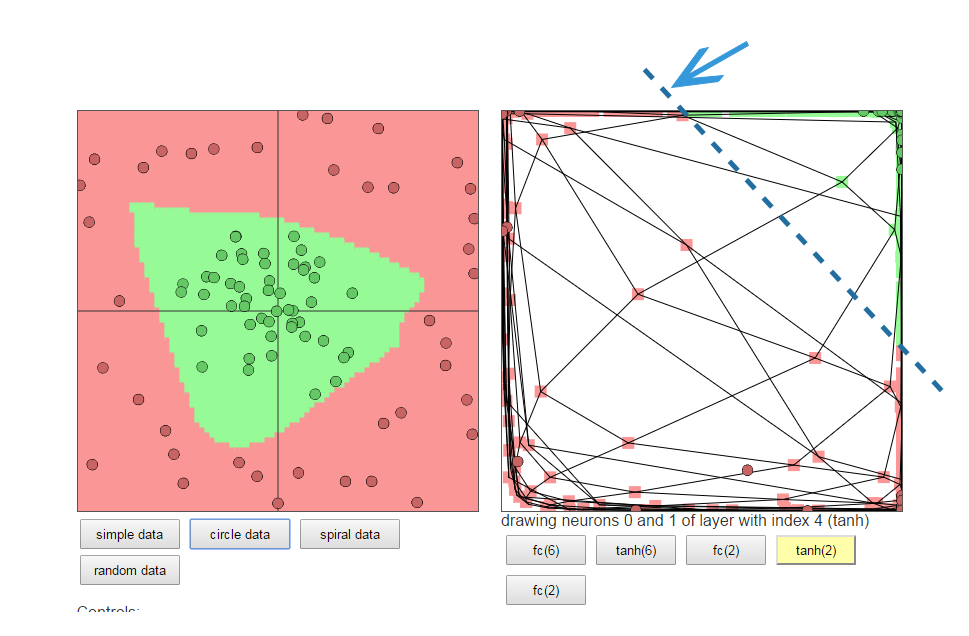 simple data
circle data
spiral data
random data
Controls:
drawing neurons 0 and 1 of layer with index 4 (tanh)
fc(6)
tanh(6)
fc(2)
tanh(2)
fc(2)